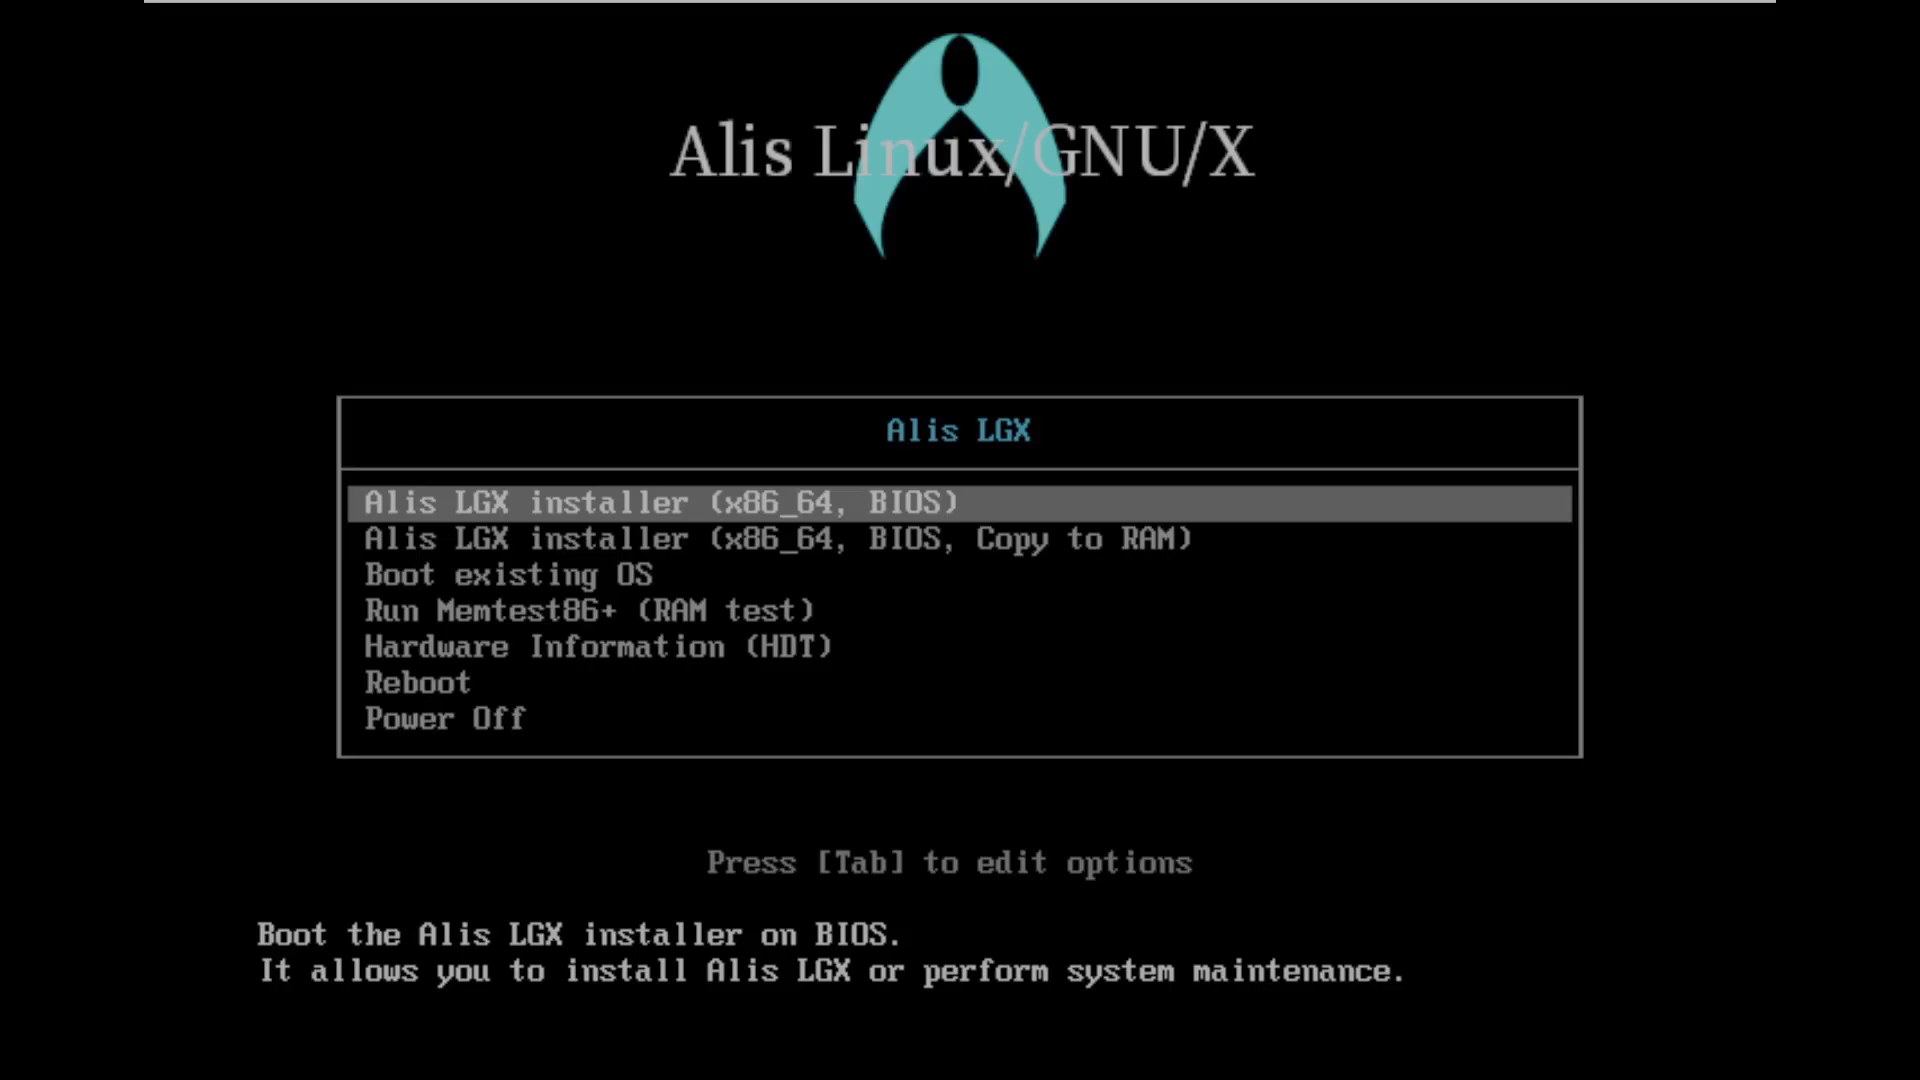 Alis Linux/GNU/X
Alis LGX
Alis LGX installer (x86_64, BIOS)
Alis LGX installer (x86_64, BIOS, Copy to RAM)
Boot existing OS
Run Memtest86+ (RAM test)
Hardware Information (HDT)
Reboot
Power Off
Press [Tab] to edit options
Boot the Alis LGX installer on BIOS.
It allows you to install Alis LGX or perform system maintenance.